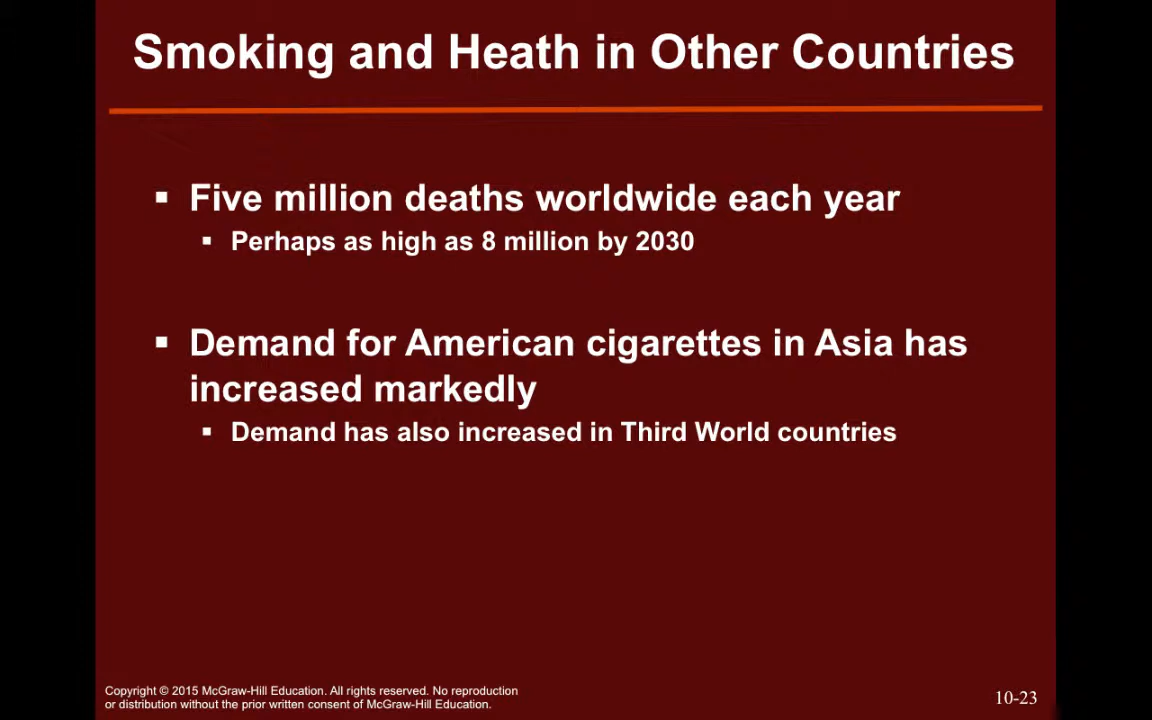 Smoking and Heath in Other Countries
▪ Five million deaths worldwide each year
▪ Perhaps as high as 8 million by 2030
▪ Demand for American cigarettes in Asia has
increased markedly
▪ Demand has also increased in Third World countries
Copyright © 2015 McGraw-Hill Education. All rights reserved. No reproduction
or distribution without the prior written consent of McGraw-Hill Education.
10-23